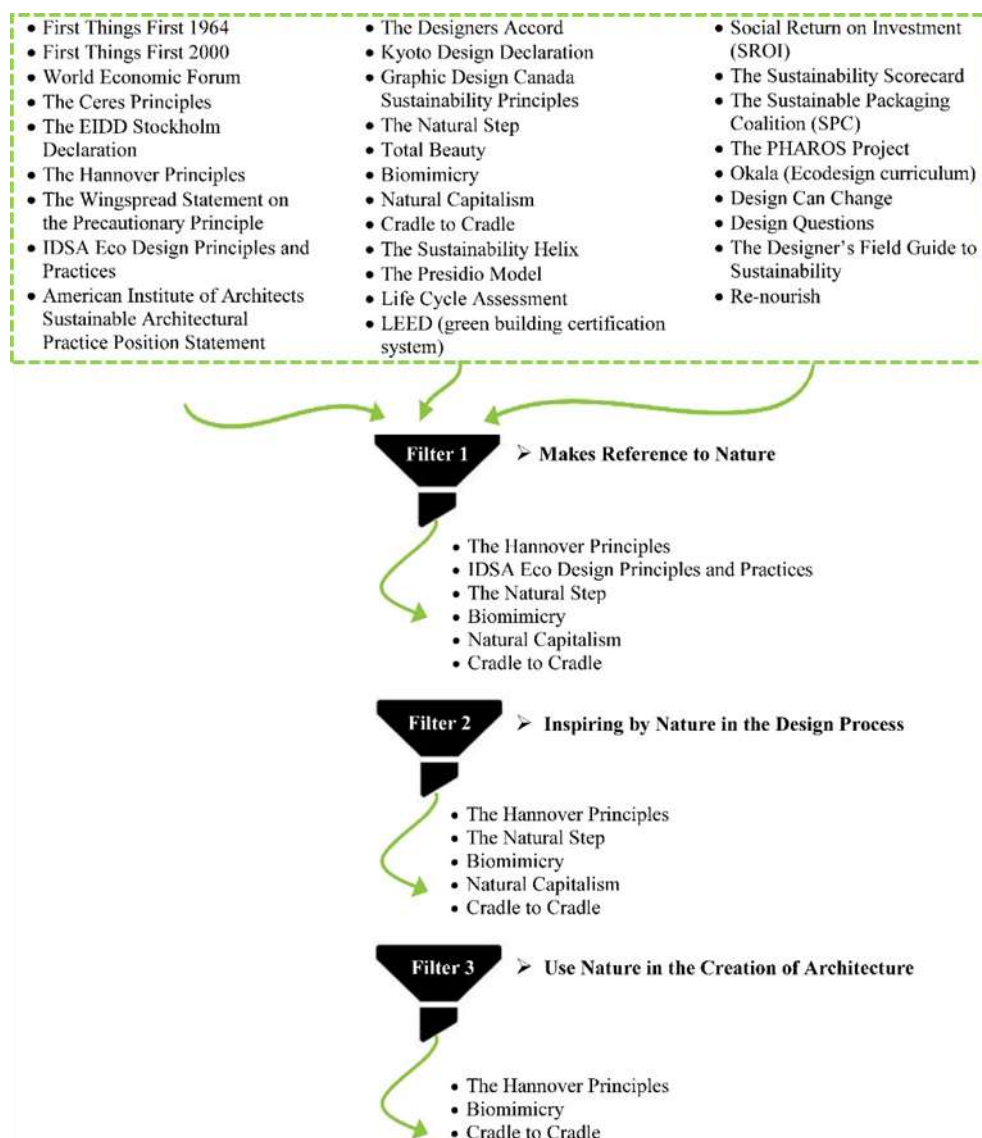 • First Things First 1964
• First Things First 2000
• World Economic Forum
• The Ceres Principles
• The EIDD Stockholm
Declaration
• The Hannover Principles
• The Wingspread Statement on
the Precautionary Principle
• IDSA Eco Design Principles and
Practices
• American Institute of Architects
Sustainable Architectural
Practice Position Statement
• The Designers Accord
• Kyoto Design Declaration
• Graphic Design Canada
Sustainability Principles
• The Natural Step
• Total Beauty
• Biomimicry
• Natural Capitalism
• Cradle to Cradle
• The Sustainability Helix
• The Presidio Model
• Life Cycle Assessment
• LEED (green building certification
system)
• Social Return on Investment
(SROI)
• The Sustainability Scorecard
• The Sustainable Packaging
Coalition (SPC)
• The PHAROS Project
• Okala (Ecodesign curriculum)
• Design Can Change
• Design Questions
• The Designer's Field Guide to
Sustainability
• Re-nourish
Filter 1 ➢ Makes Reference to Nature
• The Hannover Principles
• IDSA Eco Design Principles and Practices
• The Natural Step
• Biomimicry
• Natural Capitalism
• Cradle to Cradle
Filter 2 ➢ Inspiring by Nature in the Design Process
• The Hannover Principles
• The Natural Step
• Biomimicry
• Natural Capitalism
• Cradle to Cradle
Filter 3 ➢ Use Nature in the Creation of Architecture
• The Hannover Principles
• Biomimicry
• Cradle to Cradle